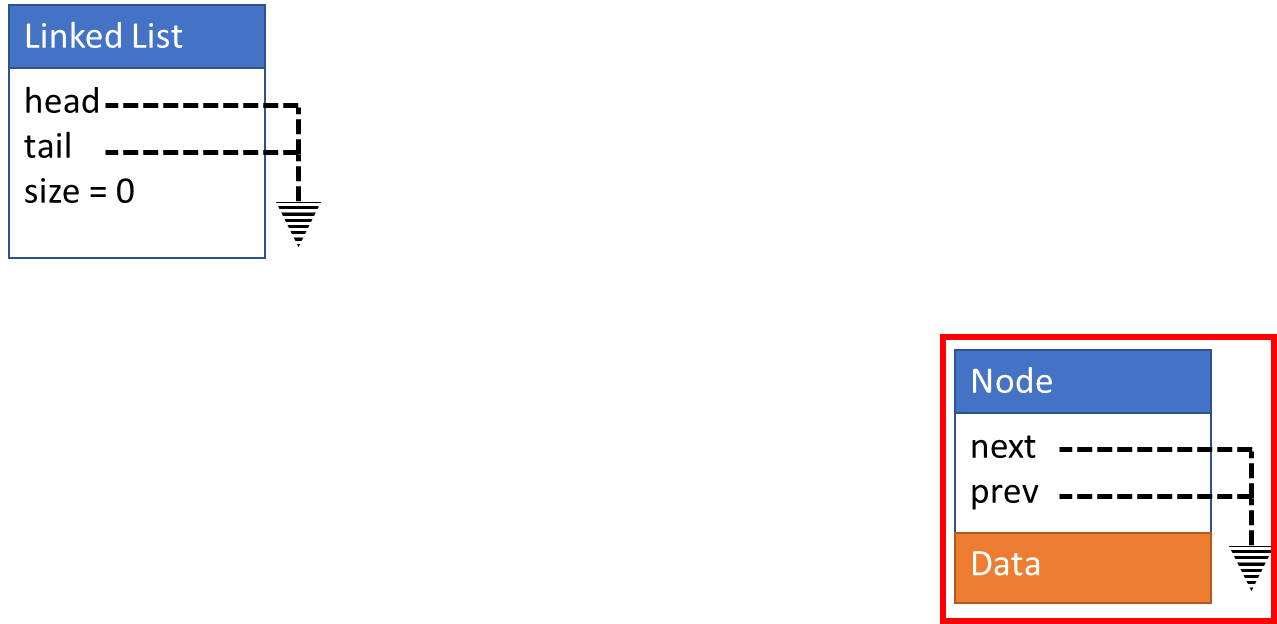 Linked List
head
tail
size = 0
Node
next
prev
Data